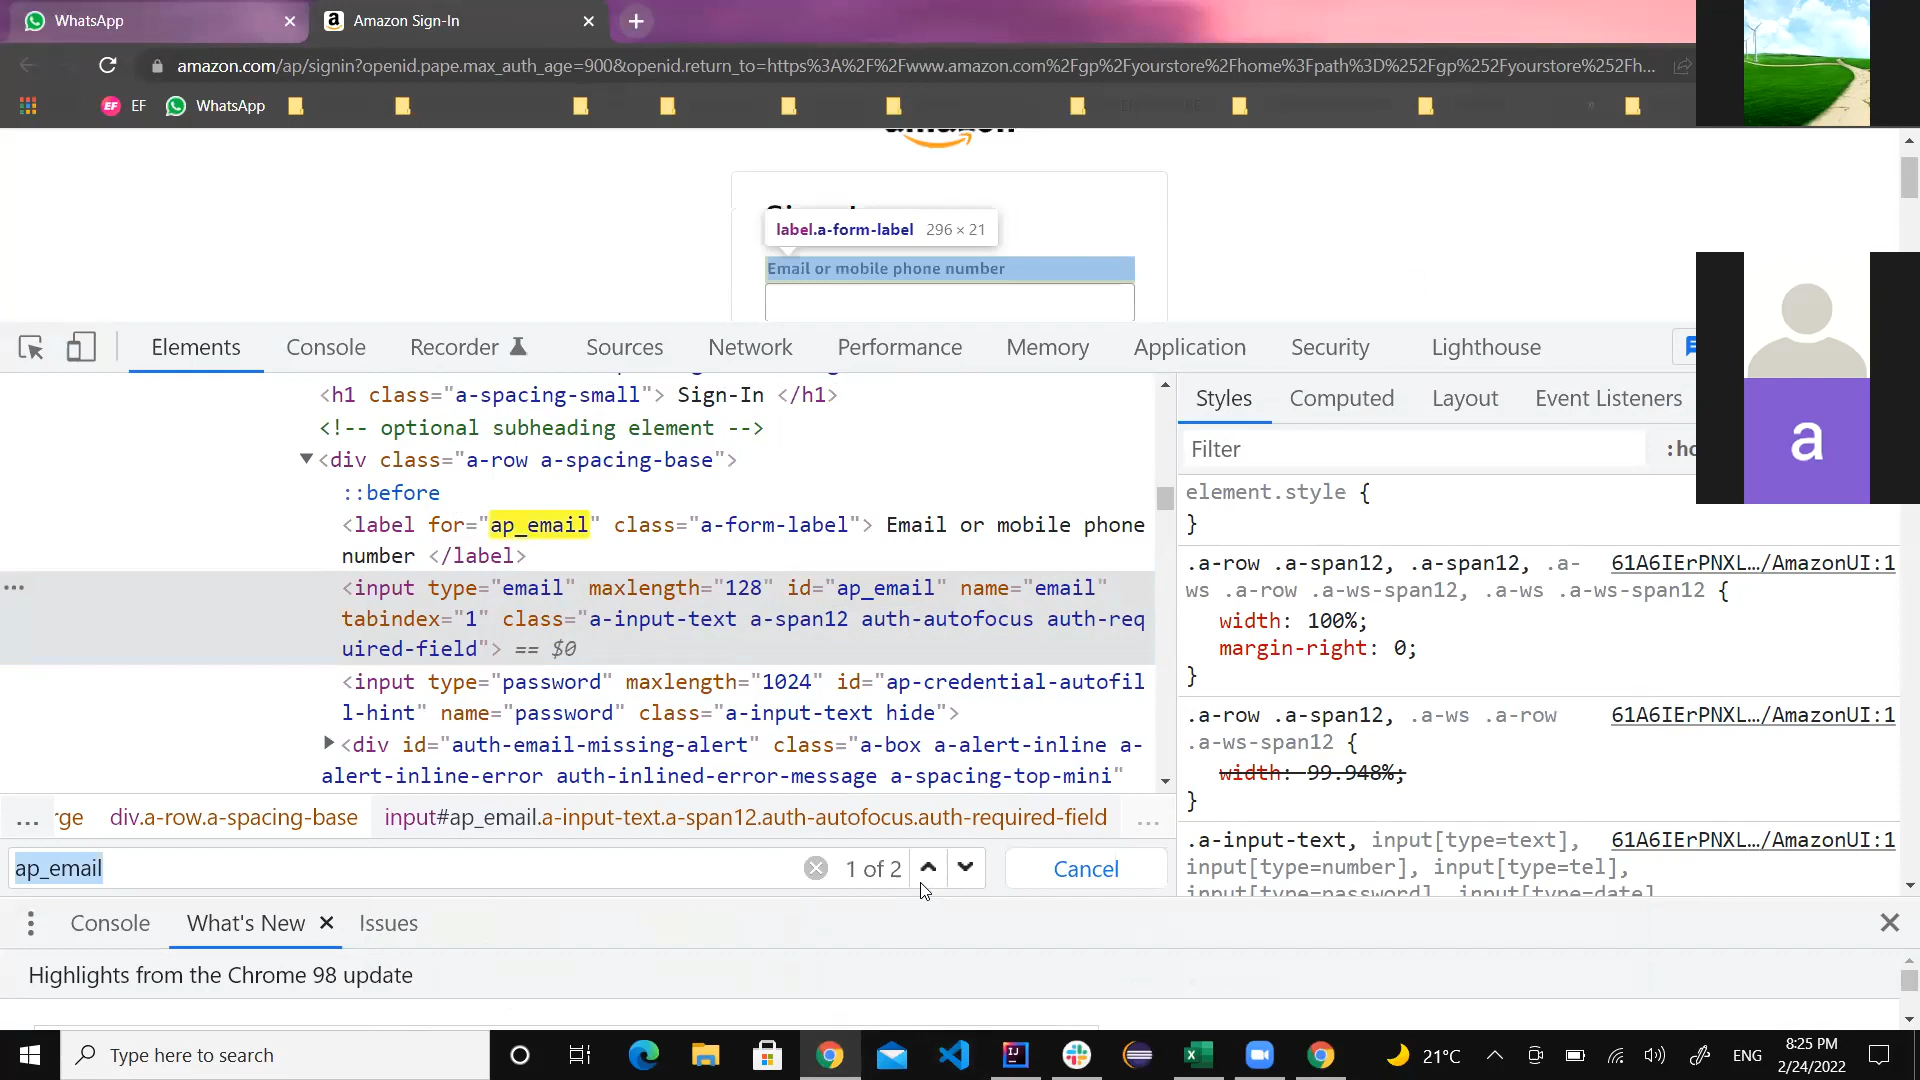 WhatsApp
Amazon Sign-In
amazon.com/ap/signin?openid.pape.max_auth_age=900&openid.return_to=https%3A%2F%2Fwww.amazon.com%2Fgp%2Fyourstore%2Fhome%3Fpath%3D%252Fgp%252Fyourstore%252Fh...
EF EF WhatsApp
label.a-form-label 296 × 21
Email or mobile phone number
Elements Console Recorder Sources Network Performance Memory Application Security Lighthouse
<h1 class="a-spacing-small"> Sign-In </h1>
<!-- optional subheading element -->
<div class="a-row a-spacing-base">
::before
<label for="ap_email" class="a-form-label"> Email or mobile phone
number </label>
<input type="email" maxlength="128" id="ap_email" name="email"
tabindex="1" class="a-input-text a-span12 auth-autofocus auth-req
uired-field"> == $0
<input type="password" maxlength="1024" id="ap-credential-autofil
l-hint" name="password" class="a-input-text hide">
<div id="auth-email-missing-alert" class="a-box a-alert-inline a-
alert-inline-error auth-inlined-error-message a-spacing-top-mini"
... rge div.a-row.a-spacing-base input#ap_email.a-input-text.a-span12.auth-autofocus.auth-required-field ...
ap_email 1 of 2 Cancel
Styles Computed Layout Event Listeners
Filter :ho
element.style {
}
.a-row .a-span12, .a-span12, .a- 61A6IErPNXL…/AmazonUI:1
ws .a-row .a-ws-span12, .a-ws .a-ws-span12 {
width: 100%;
margin-right: 0;
}
.a-row .a-span12, .a-ws .a-row 61A6IErPNXL…/AmazonUI:1
.a-ws-span12 {
width: 99.948%;
}
.a-input-text, input[type=text], 61A6IErPNXL…/AmazonUI:1
input[type=number], input[type=tel],
input[type=password], input[type=date]
a
Console What's New Issues
Highlights from the Chrome 98 update
Type here to search
21°C
ENG
8:25 PM
2/24/2022